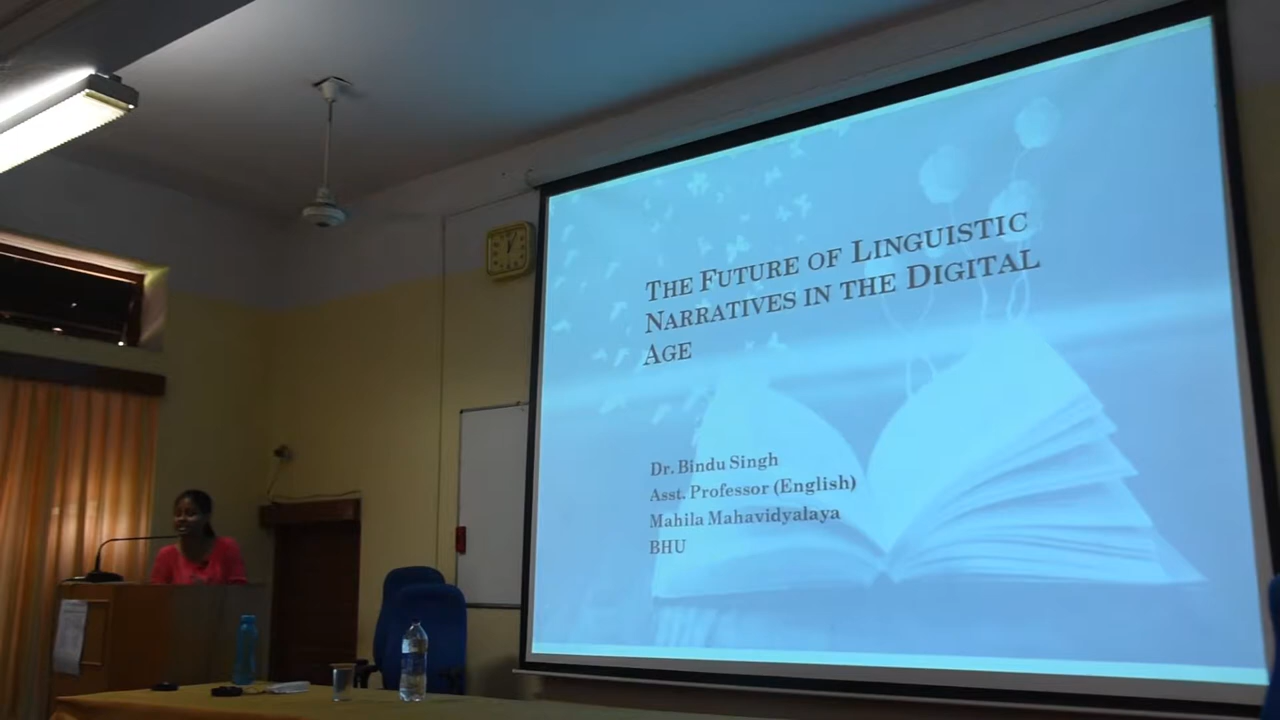 THE FUTURE OF LINGUISTIC
NARRATIVES IN THE DIGITAL
AGE
Dr. Bindu Singh
Asst. Professor (English)
Mahila Mahavidyalaya
BHU